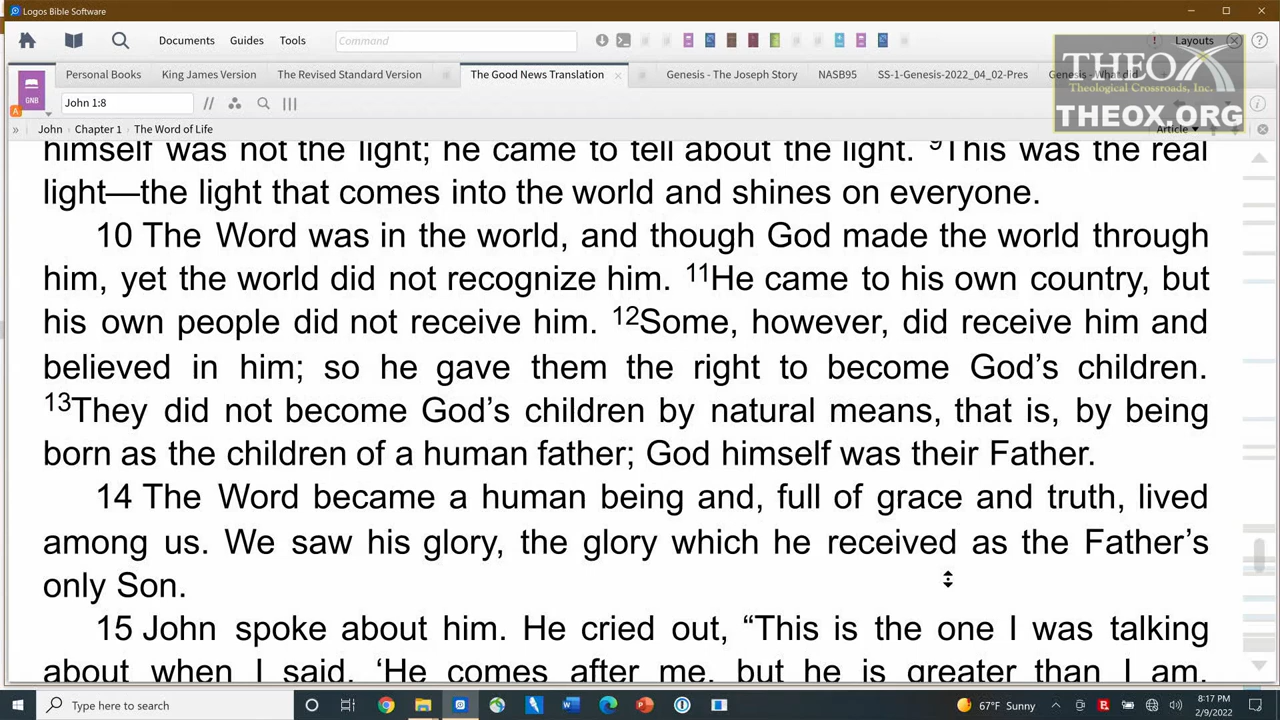 Logos Bible Software
Documents Guides Tools Command Layouts
THEOX
Theological Crossroads, Inc.
THEOX.ORG
Personal Books King James Version The Revised Standard Version The Good News Translation Genesis - The Joseph Story NASB95 SS-1-Genesis-2022_04_02-Pres Genesis - What did
GNB
A
John 1:8
» John Chapter 1 The Word of Life Article
himself was not the light; he came to tell about the light. 9This was the real
light—the light that comes into the world and shines on everyone.
10 The Word was in the world, and though God made the world through
him, yet the world did not recognize him. 11He came to his own country, but
his own people did not receive him. 12Some, however, did receive him and
believed in him; so he gave them the right to become God’s children.
13They did not become God’s children by natural means, that is, by being
born as the children of a human father; God himself was their Father.
14 The Word became a human being and, full of grace and truth, lived
among us. We saw his glory, the glory which he received as the Father’s
only Son.
15 John spoke about him. He cried out, “This is the one I was talking
about when I said, ‘He comes after me, but he is greater than I am,
Type here to search
67°F Sunny
8:17 PM
2/9/2022